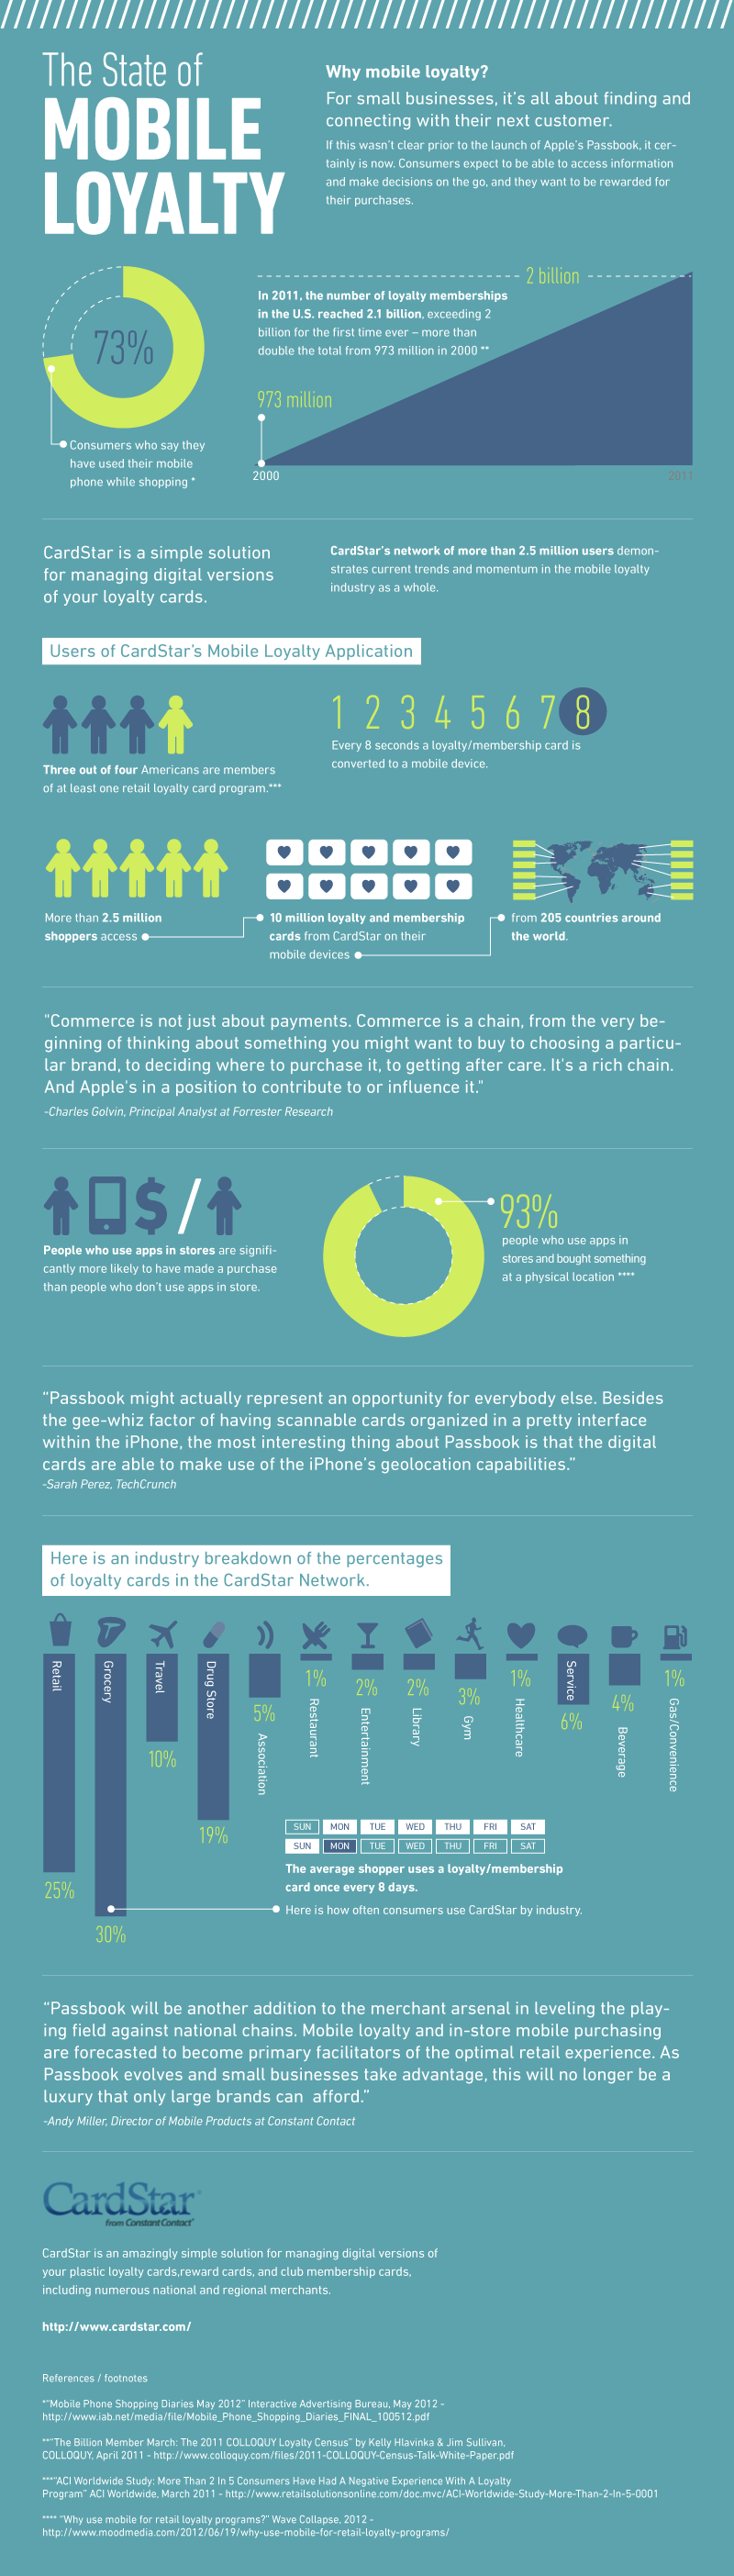 The State of
MOBILE
LOYALTY
Why mobile loyalty?
For small businesses, it's all about finding and
connecting with their next customer.
If this wasn't clear prior to the launch of Apple's Passbook, it cer-
tainly is now. Consumers expect to be able to access information
and make decisions on the go, and they want to be rewarded for
their purchases.
73%
Consumers who say they
have used their mobile
phone while shopping *
2 billion
In 2011, the number of loyalty memberships
in the U.S. reached 2.1 billion, exceeding 2
billion for the first time ever – more than
double the total from 973 million in 2000 **
973 million
2000
2011
CardStar is a simple solution
for managing digital versions
of your loyalty cards.
CardStar's network of more than 2.5 million users demon-
strates current trends and momentum in the mobile loyalty
industry as a whole.
Users of CardStar's Mobile Loyalty Application
Three out of four Americans are members
of at least one retail loyalty card program.***
1 2 3 4 5 6 7 8
Every 8 seconds a loyalty/membership card is
converted to a mobile device.
More than 2.5 million
shoppers access
10 million loyalty and membership
cards from CardStar on their
mobile devices
from 205 countries around
the world.
"Commerce is not just about payments. Commerce is a chain, from the very be-
ginning of thinking about something you might want to buy to choosing a particu-
lar brand, to deciding where to purchase it, to getting after care. It's a rich chain.
And Apple's in a position to contribute to or influence it."
-Charles Golvin, Principal Analyst at Forrester Research
$ /
People who use apps in stores are signifi-
cantly more likely to have made a purchase
than people who don't use apps in store.
93%
people who use apps in
stores and bought something
at a physical location ****
"Passbook might actually represent an opportunity for everybody else. Besides
the gee-whiz factor of having scannable cards organized in a pretty interface
within the iPhone, the most interesting thing about Passbook is that the digital
cards are able to make use of the iPhone's geolocation capabilities."
-Sarah Perez, TechCrunch
Here is an industry breakdown of the percentages
of loyalty cards in the CardStar Network.
Retail
25%
Grocery
30%
Travel
10%
Drug Store
19%
5%
Association
1%
Restaurant
2%
Entertainment
2%
Library
3%
Gym
1%
Healthcare
Service
6%
4%
Beverage
1%
Gas/Convenience
SUN MON TUE WED THU FRI SAT
SUN MON TUE WED THU FRI SAT
The average shopper uses a loyalty/membership
card once every 8 days.
Here is how often consumers use CardStar by industry.
"Passbook will be another addition to the merchant arsenal in leveling the play-
ing field against national chains. Mobile loyalty and in-store mobile purchasing
are forecasted to become primary facilitators of the optimal retail experience. As
Passbook evolves and small businesses take advantage, this will no longer be a
luxury that only large brands can afford."
-Andy Miller, Director of Mobile Products at Constant Contact
CardStar
from Constant Contact
CardStar is an amazingly simple solution for managing digital versions of
your plastic loyalty cards,reward cards, and club membership cards,
including numerous national and regional merchants.
http://www.cardstar.com/
References / footnotes
*"Mobile Phone Shopping Diaries May 2012" Interactive Advertising Bureau, May 2012 -
http://www.iab.net/media/file/Mobile_Phone_Shopping_Diaries_FINAL_100512.pdf
**"The Billion Member March: The 2011 COLLOQUY Loyalty Census" by Kelly Hlavinka & Jim Sullivan,
COLLOQUY, April 2011 - http://www.colloquy.com/files/2011-COLLOQUY-Census-Talk-White-Paper.pdf
***"ACI Worldwide Study: More Than 2 In 5 Consumers Have Had A Negative Experience With A Loyalty
Program" ACI Worldwide, March 2011 - http://www.retailsolutionsonline.com/doc.mvc/ACI-Worldwide-Study-More-Than-2-In-5-0001
**** "Why use mobile for retail loyalty programs?" Wave Collapse, 2012 -
http://www.moodmedia.com/2012/06/19/why-use-mobile-for-retail-loyalty-programs/